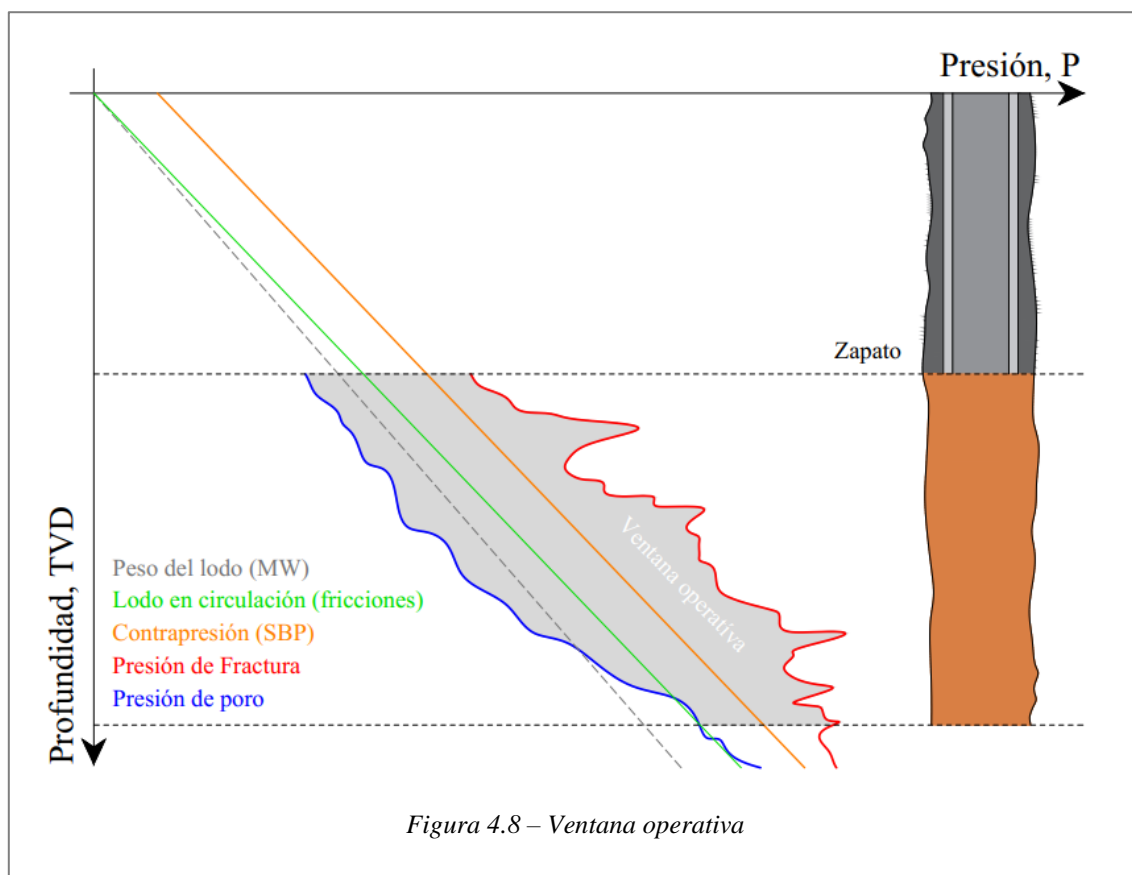 Presión, P
Zapato
Profundidad, TVD
Ventana operativa
Peso del lodo (MW)
Lodo en circulación (fricciones)
Contrapresión (SBP)
Presión de Fractura
Presión de poro
Figura 4.8 – Ventana operativa